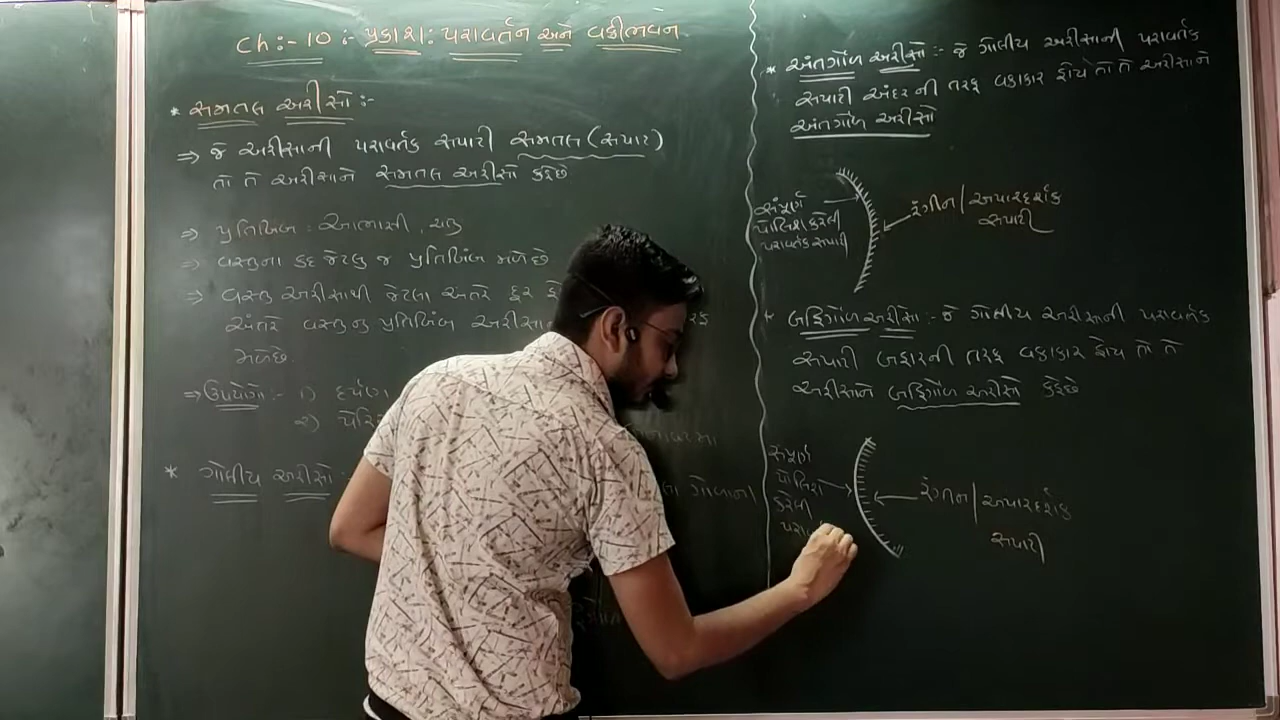 Ch:- 10 : પ્રકાશ : પરાવર્તન અને વક્રીભવન
* સમતલ અરીસો :-
⇒ જે અરીસાની પરાવર્તક સપાટી સમતલ (સપાટ)
તો તે અરીસાને સમતલ અરીસો કહેછે
⇒ પ્રતિબિંબ : આભાસી, ચતુ
⇒ વસ્તુના કદ જેટલુ જ પ્રતિબિંબ મળેછે
⇒ વસ્તુ અરીસાથી જેટલા અંતરે દુર
અંતરે વસ્તુનુ પ્રતિબિંબ અરીસા
મળેછે.
⇒ ઉપયોગો :- ૧) દર્પણ
૨)
* ગોલીય અરીસો :
ગોળાના
* અંતર્ગોળ અરીસો :- જે ગોલીય અરીસાની પરાવર્તક
સપાટી અંદરની તરફ વક્રાકાર હોય તો તે અરીસાને
અંતર્ગોળ અરીસો
સંપૂર્ણ
પોલિશ કરેલી
પરાવર્તક સપાટી
રંગીન / અપારદર્શક
સપાટી
* બહિર્ગોળ અરીસો :- જે ગોલીય અરીસાની પરાવર્તક
સપાટી બહારની તરફ વક્રાકાર હોય તો તે
અરીસાને બહિર્ગોળ અરીસો કહેછે
સંપૂર્ણ
પોલિશ
કરેલી
પરા
રંગીન / અપારદર્શક
સપાટી